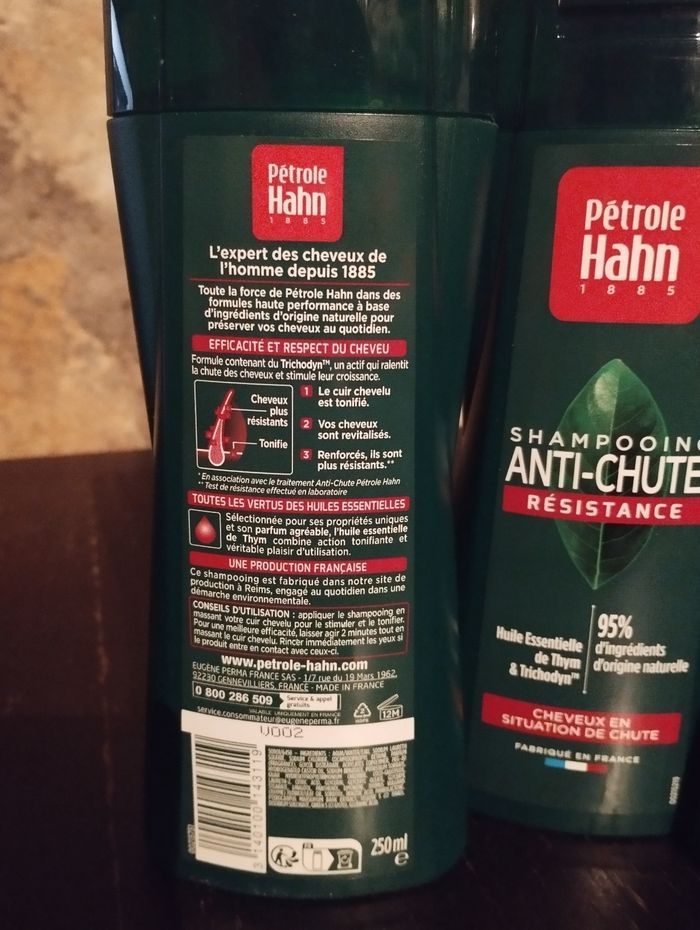 Pétrole
Hahn
1885
L'expert des cheveux de
l'homme depuis 1885
Toute la force de Pétrole Hahn dans des
formules haute performance à base
d'ingrédients d'origine naturelle pour
préserver vos cheveux au quotidien.
EFFICACITÉ ET RESPECT DU CHEVEU
Formule contenant du Trichodyn™, un actif qui ralentit
la chute des cheveux et stimule leur croissance.
Cheveux
plus
résistants
Tonifie
1 Le cuir chevelu
est tonifié.
2 Vos cheveux
sont revitalisés.
3 Renforcés, ils sont
plus résistants.**
* En association avec le traitement Anti-Chute Pétrole Hahn
** Test de résistance effectué en laboratoire
TOUTES LES VERTUS DES HUILES ESSENTIELLES
Sélectionnée pour ses propriétés uniques
et son parfum agréable, l'huile essentielle
de Thym combine action tonifiante et
véritable plaisir d'utilisation.
UNE PRODUCTION FRANÇAISE
Ce shampooing est fabriqué dans notre site de
production à Reims, engagé au quotidien dans une
démarche environnementale.
CONSEILS D'UTILISATION : appliquer le shampooing en
massant votre cuir chevelu pour le stimuler et le tonifier.
Pour une meilleure efficacité, laisser agir 2 minutes tout en
massant le cuir chevelu. Rincer immédiatement les yeux si
le produit entre en contact avec ceux-ci.
www.petrole-hahn.com
EUGÈNE PERMA FRANCE SAS - 1/7 rue du 19 Mars 1962,
92230 GENNEVILLIERS, FRANCE - MADE IN FRANCE
0 800 286 509 Service & appel
gratuits
VALABLE UNIQUEMENT EN FRANCE
service.consommateur@eugeneperma.fr
2
HDPE
12M
V002
3 140100 143119
250 ml
e
Pétrole
Hahn
1885
SHAMPOOING
ANTI-CHUTE
RÉSISTANCE
Huile Essentielle
de Thym
& Trichodyn™
95%
d'ingrédients
d'origine naturelle
CHEVEUX EN
SITUATION DE CHUTE
FABRIQUÉ EN FRANCE